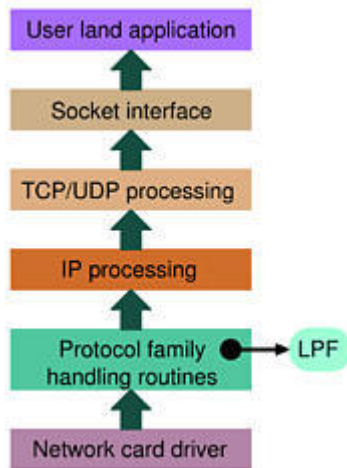 User land application
Socket interface
TCP/UDP processing
IP processing
Protocol family
handling routines
LPF
Network card driver